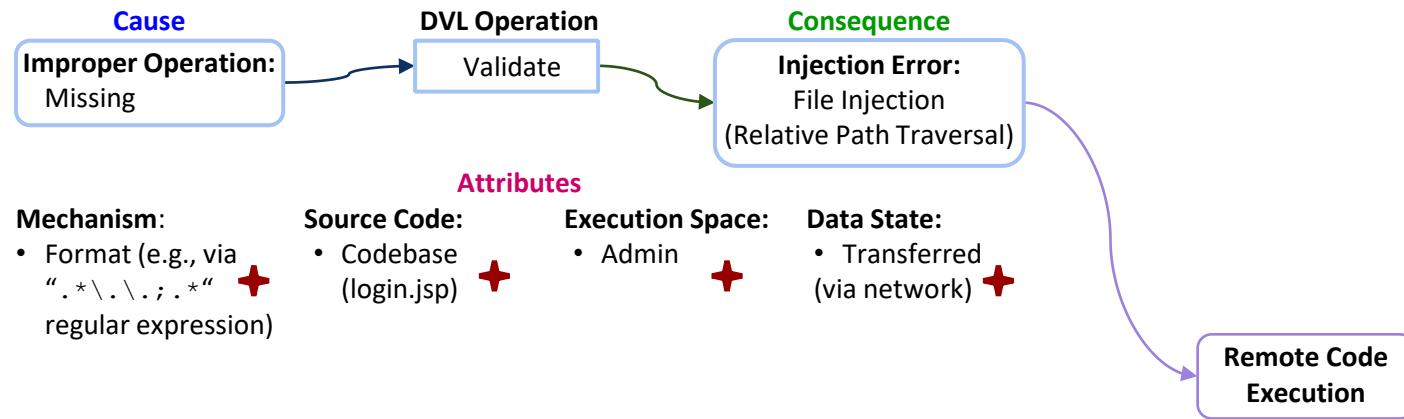 Cause
DVL Operation
Consequence
Improper Operation:
Missing
Validate
Injection Error:
File Injection
(Relative Path Traversal)
Attributes
Mechanism:
• Format (e.g., via
“.*\.\.;.*“
regular expression)
Source Code:
• Codebase
(login.jsp)
Execution Space:
• Admin
Data State:
• Transferred
(via network)
Remote Code
Execution